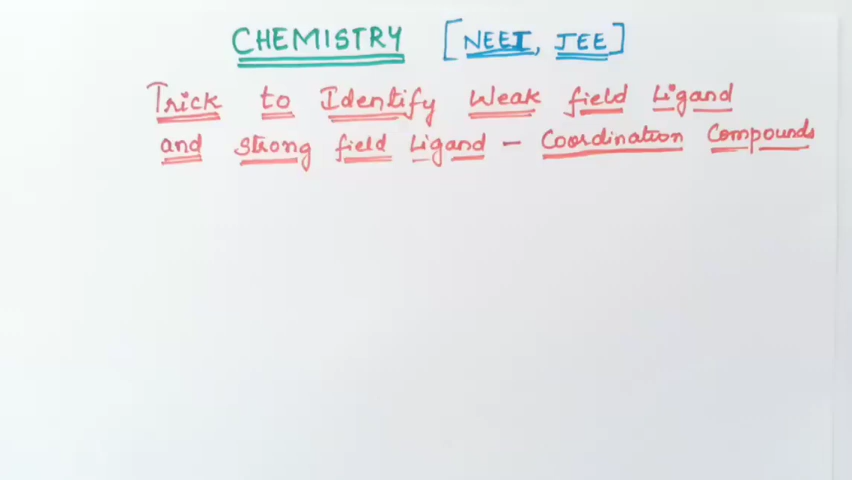 CHEMISTRY [NEET, JEE]
Trick to Identify Weak field Ligand
and strong field Ligand - Coordination Compounds